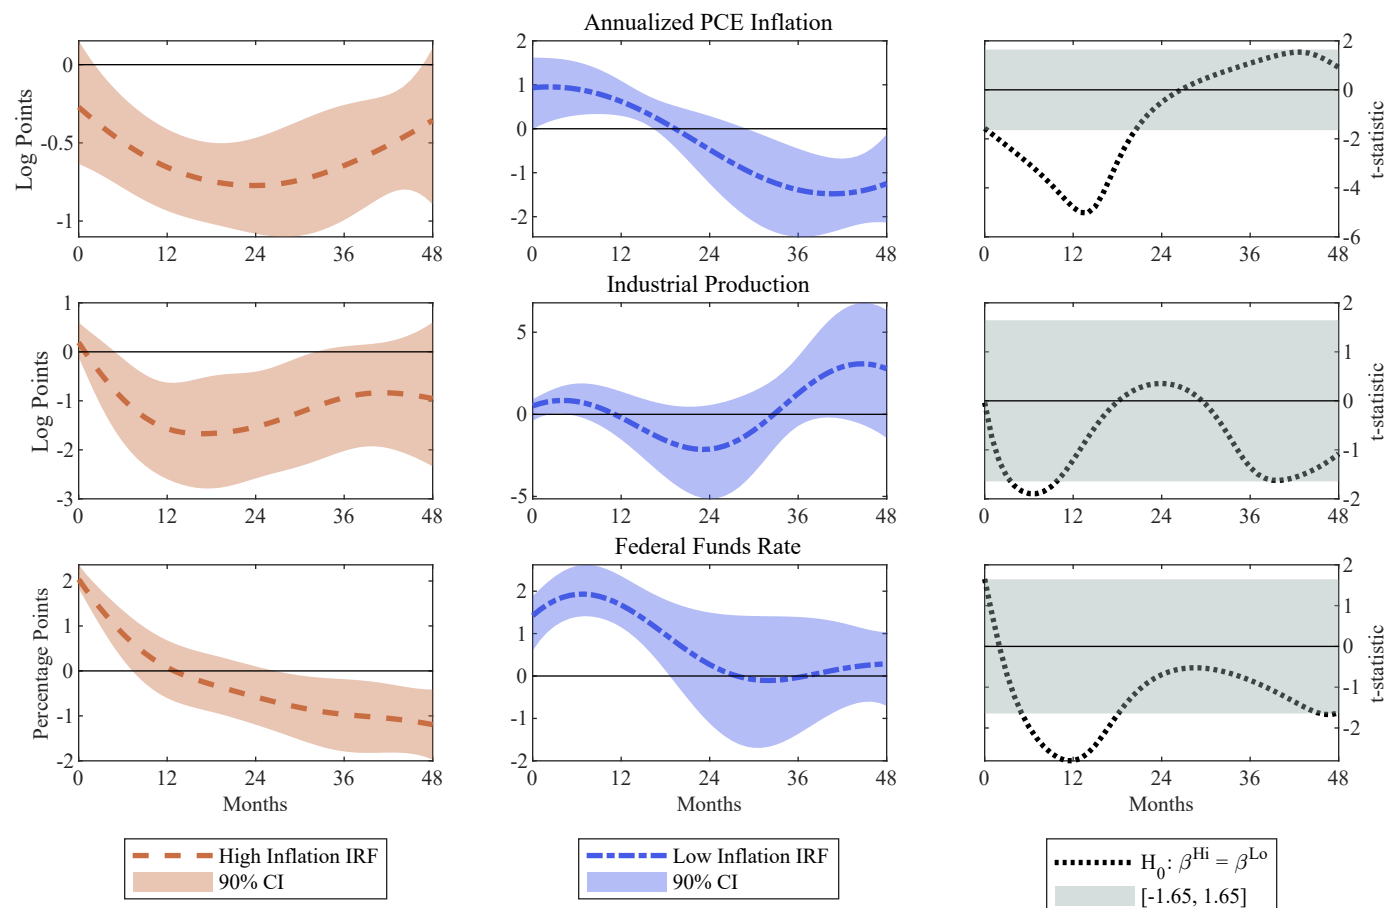 Annualized PCE Inflation
Log Points
0
-0.5
-1
0 12 24 36 48
2
1
0
-1
-2
0 12 24 36 48
2
0
-2
-4
-6
0 12 24 36 48
t-statistic
Industrial Production
Log Points
1
0
-1
-2
-3
0 12 24 36 48
5
0
-5
0 12 24 36 48
2
1
0
-1
-2
0 12 24 36 48
t-statistic
Federal Funds Rate
Percentage Points
2
1
0
-1
-2
0 12 24 36 48
Months
2
1
0
-1
-2
0 12 24 36 48
Months
2
1
0
-1
-2
0 12 24 36 48
Months
t-statistic
High Inflation IRF
90% CI
Low Inflation IRF
90% CI
H₀: β^Hi = β^Lo
[-1.65, 1.65]